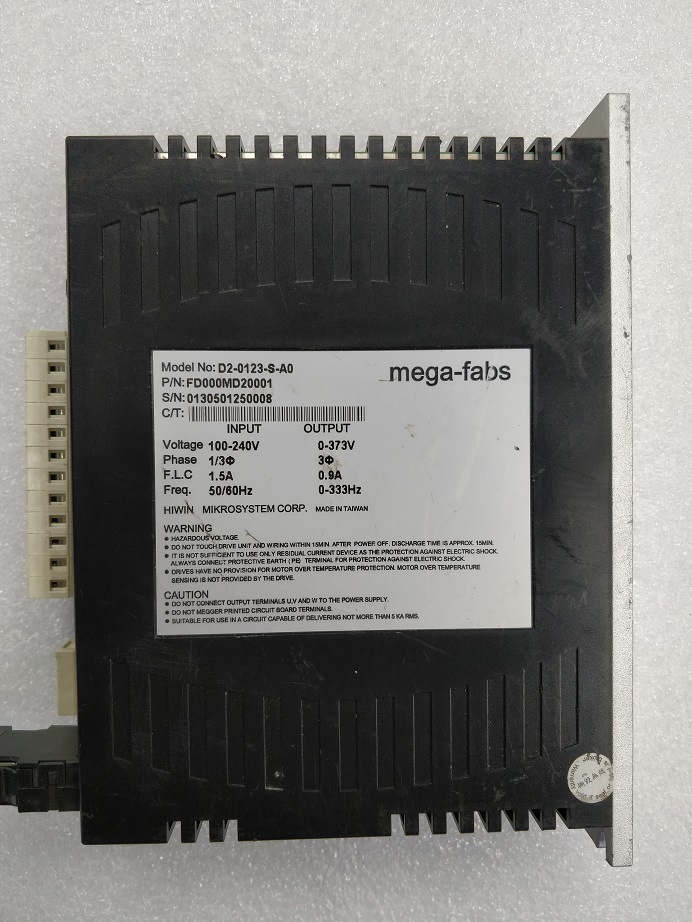 mega-fabs
Model No: D2-0123-S-A0
P/N: FD000MD20001
S/N: 0130501250008
C/T:
INPUT OUTPUT
Voltage 100-240V 0-373V
Phase 1/3Φ 3Φ
F.L.C 1.5A 0.9A
Freq. 50/60Hz 0-333Hz
HIWIN MIKROSYSTEM CORP. MADE IN TAIWAN
WARNING
● HAZARDOUS VOLTAGE.
● DO NOT TOUCH DRIVE UNIT AND WIRING WITHIN 15MIN. AFTER POWER OFF. DISCHARGE TIME IS APPROX. 15MIN.
● IT IS NOT SUFFICIENT TO USE ONLY RESIDUAL CURRENT DEVICE AS THE PROTECTION AGAINST ELECTRIC SHOCK.
ALWAYS CONNECT PROTECTIVE EARTH ( PE ) TERMINAL FOR PROTECTION AGAINST ELECTRIC SHOCK.
● DRIVES HAVE NO PROVISION FOR MOTOR OVER TEMPERATURE PROTECTION. MOTOR OVER TEMPERATURE
SENSING IS NOT PROVIDED BY THE DRIVE.
CAUTION
● DO NOT CONNECT OUTPUT TERMINALS U,V AND W TO THE POWER SUPPLY.
● DO NOT MEGGER PRINTED CIRCUIT BOARD TERMINALS.
● SUITABLE FOR USE IN A CIRCUIT CAPABLE OF DELIVERING NOT MORE THAN 5 KA RMS.